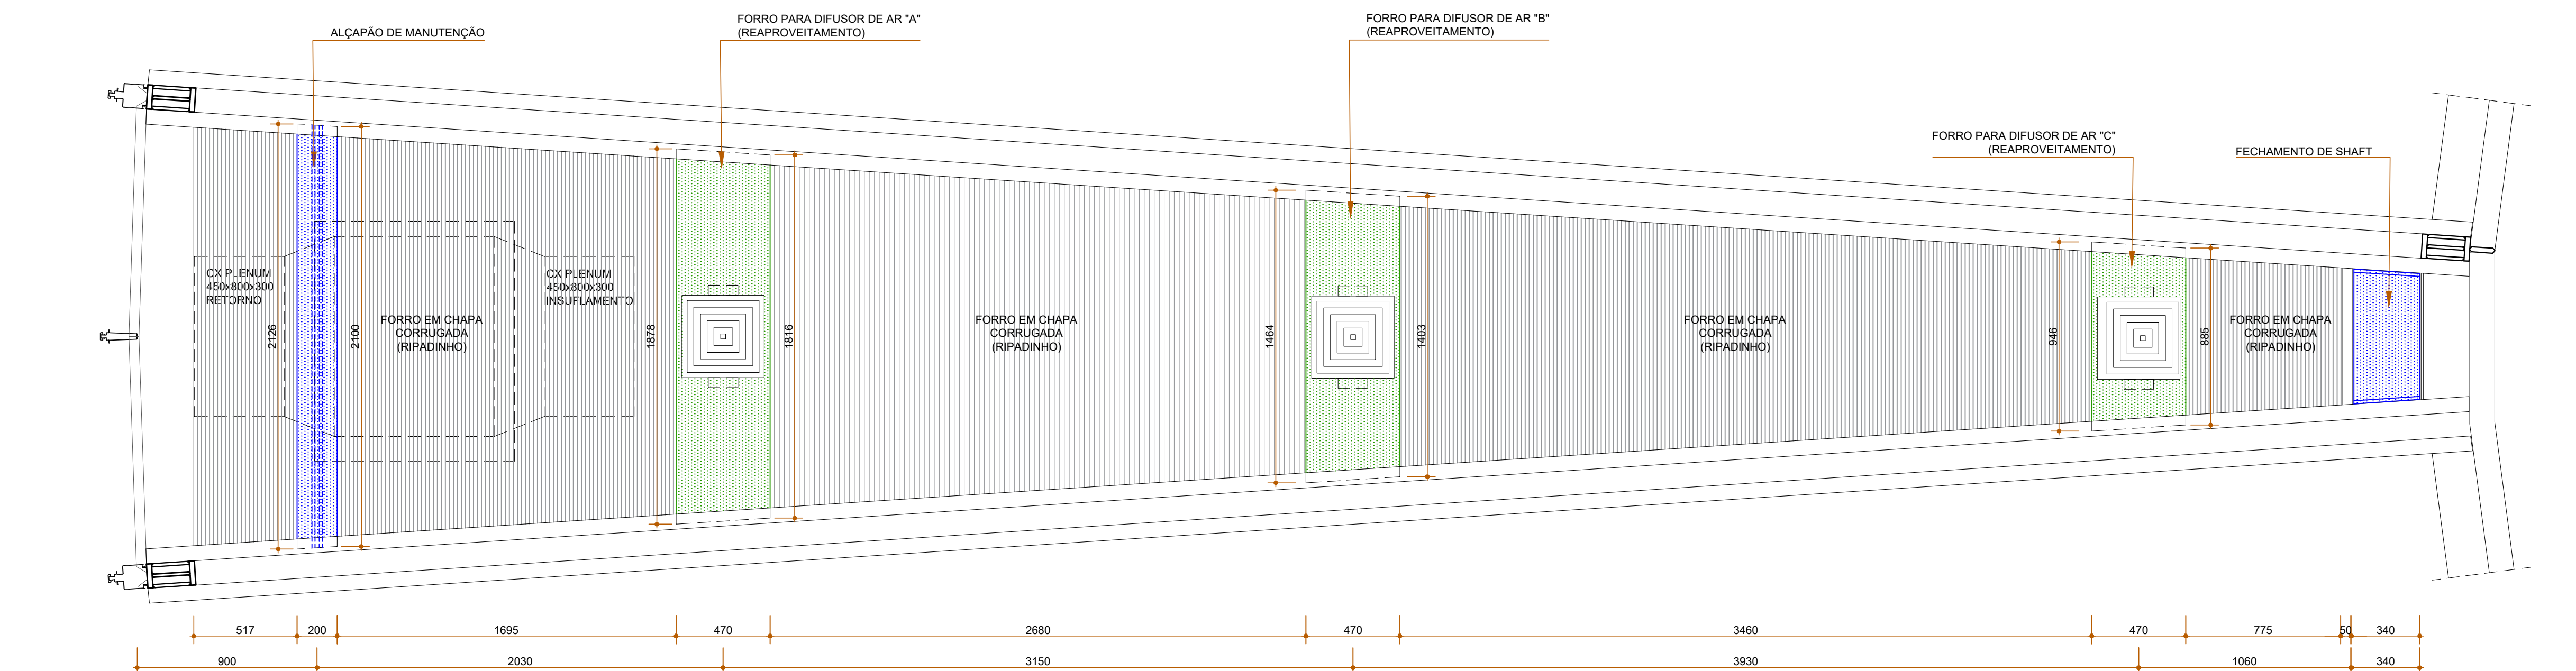 FORRO PARA DIFUSOR DE AR "A"
(REAPROVEITAMENTO)
FORRO PARA DIFUSOR DE AR "B"
(REAPROVEITAMENTO)
ALÇAPÃO DE MANUTENÇÃO
FORRO PARA DIFUSOR DE AR "C"
(REAPROVEITAMENTO)
FECHAMENTO DE SHAFT
CX PLENUM
450x800x300
RETORNO
CX PLENUM
450x800x300
INSUFLAMENTO
2126
2100
FORRO EM CHAPA
CORRUGADA
(RIPADINHO)
1878
1816
FORRO EM CHAPA
CORRUGADA
(RIPADINHO)
1464
1403
FORRO EM CHAPA
CORRUGADA
(RIPADINHO)
946
885
FORRO EM CHAPA
CORRUGADA
(RIPADINHO)
517 200 1695 470 2680 470 3460 470 775 50 340
900 2030 3150 3930 1060 340